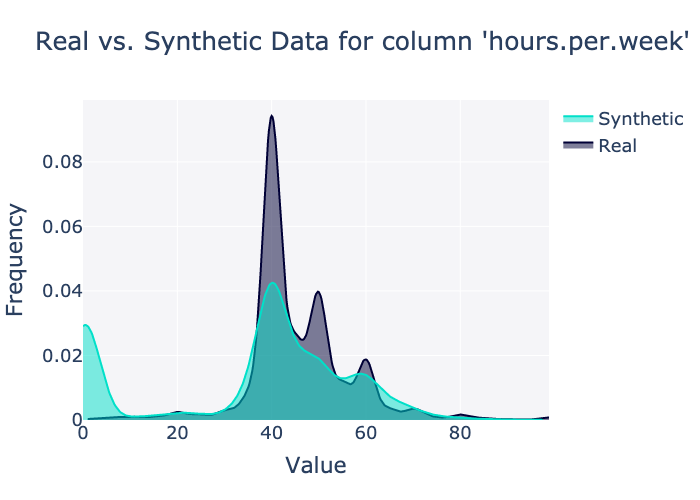 Real vs. Synthetic Data for column 'hours.per.week'
Synthetic
Real
0.08
0.06
0.04
0.02
0
0
20
40
60
80
Frequency
Value